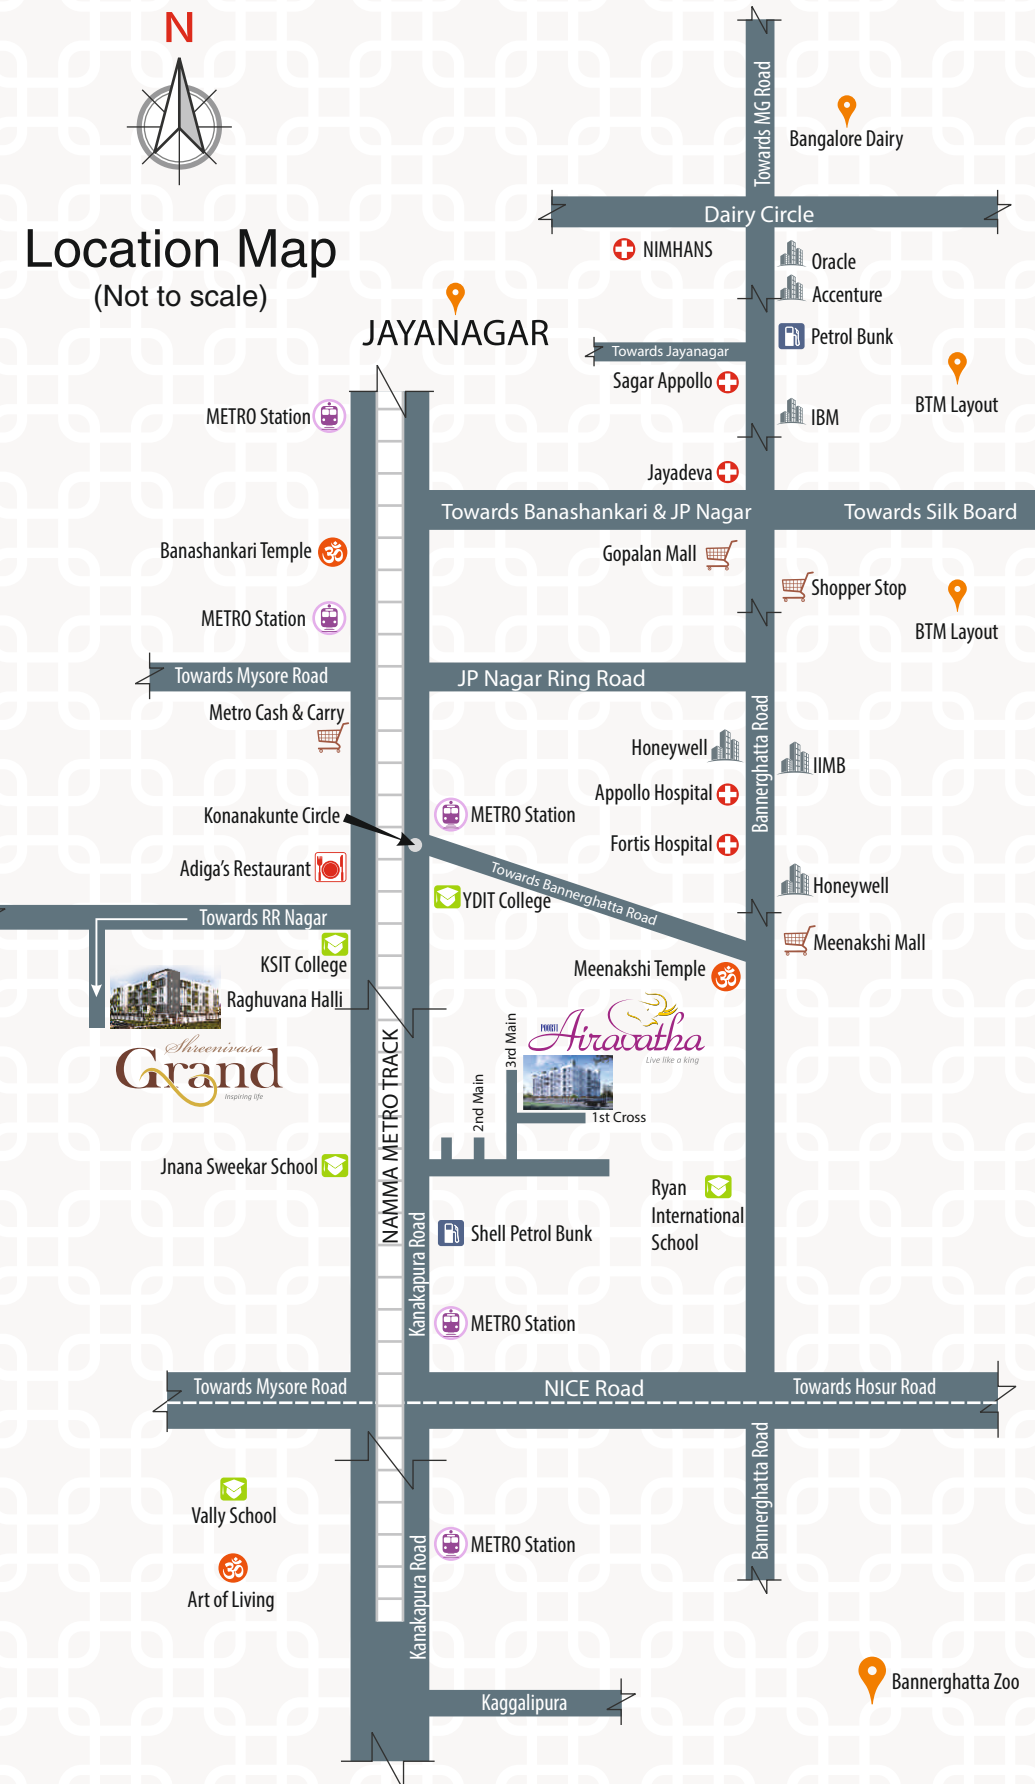 N
Towards MG Road
Bangalore Dairy
Dairy Circle
Location Map
(Not to scale)
NIMHANS
Oracle
Accenture
JAYANAGAR
Petrol Bunk
Towards Jayanagar
Sagar Appollo
BTM Layout
METRO Station
IBM
Jayadeva
Towards Banashankari & JP Nagar
Towards Silk Board
Banashankari Temple
ॐ
Gopalan Mall
Shopper Stop
METRO Station
BTM Layout
Towards Mysore Road
JP Nagar Ring Road
Metro Cash & Carry
Bannerghatta Road
Honeywell
IIMB
Appollo Hospital
Konanakunte Circle
METRO Station
Fortis Hospital
Adiga's Restaurant
Towards Bannerghatta Road
Honeywell
YDIT College
Towards RR Nagar
Meenakshi Mall
KSIT College
Meenakshi Temple
ॐ
Raghuvana Halli
POORTI
Airavatha
Live like a king
Shreenivasa
Grand
Inspiring life
NAMMA METRO TRACK
3rd Main
2nd Main
1st Cross
Jnana Sweekar School
Ryan
International
School
Shell Petrol Bunk
Kanakapura Road
METRO Station
Towards Mysore Road
NICE Road
Towards Hosur Road
Bannerghatta Road
Vally School
METRO Station
Kanakapura Road
ॐ
Art of Living
Bannerghatta Zoo
Kaggalipura